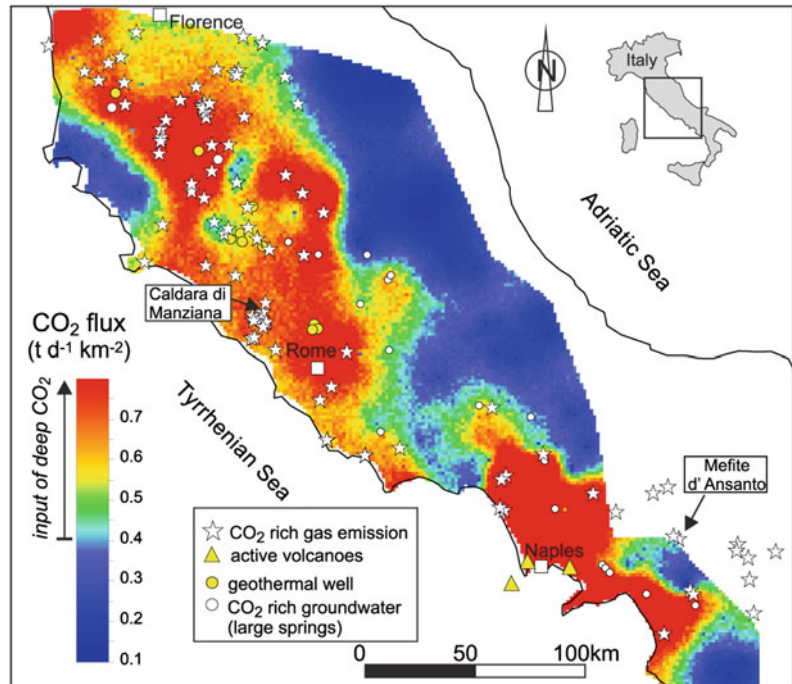 Florence
N
Italy
Adriatic Sea
Caldara di
Manziana
CO₂ flux
(t d⁻¹ km⁻²)
Rome
input of deep CO₂
0.7
0.6
0.5
0.4
0.3
0.2
0.1
Tyrrhenian Sea
Mefite
d' Ansanto
CO₂ rich gas emission
active volcanoes
geothermal well
CO₂ rich groundwater
(large springs)
Naples
0 50 100km